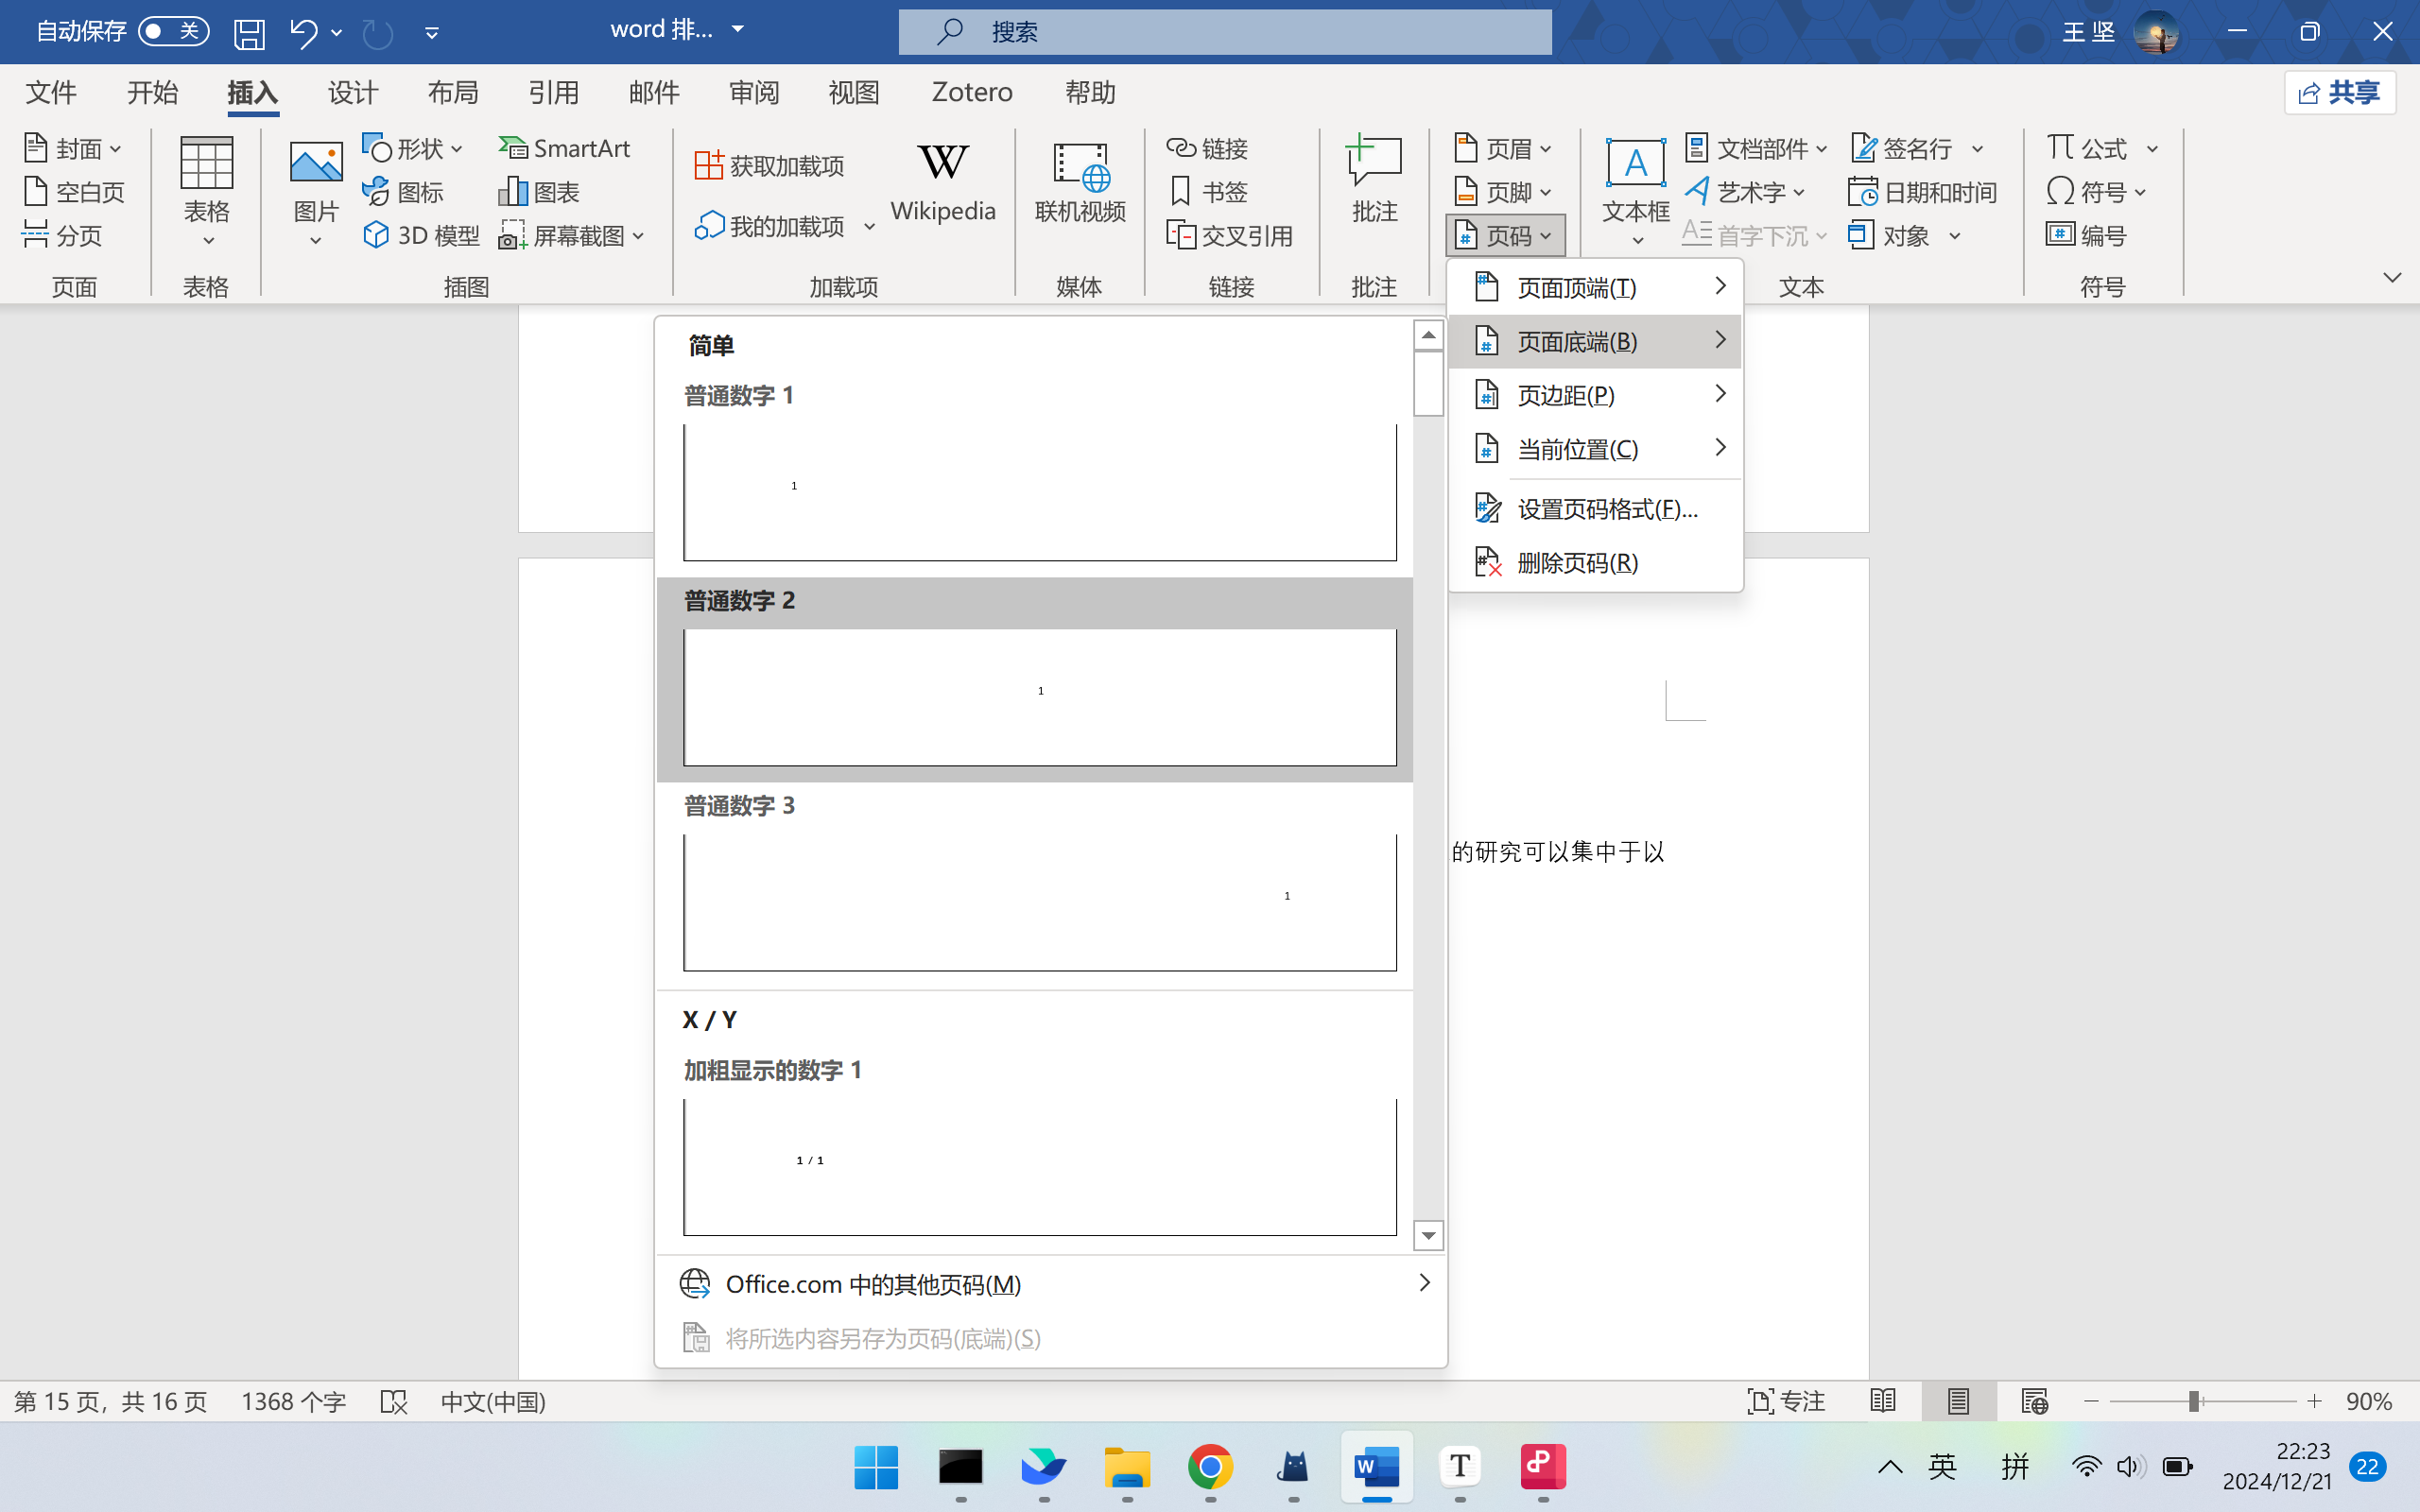 自动保存 关 word 排... 搜索 王 坚
文件 开始 插入 设计 布局 引用 邮件 审阅 视图 Zotero 帮助 共享
封面 形状 SmartArt 获取加载项 链接 页眉 文档部件 签名行 公式
空白页 图标 图表 Wikipedia 书签 页脚 艺术字 日期和时间 符号
表格 图片 联机视频 批注 文本框
分页 3D 模型 屏幕截图 我的加载项 交叉引用 页码 首字下沉 对象 编号
页面 表格 插图 加载项 媒体 链接 批注 文本 符号
页面顶端(T)
页面底端(B)
页边距(P)
当前位置(C)
设置页码格式(F)...
删除页码(R)
简单
普通数字 1
1
普通数字 2
1
普通数字 3
1
X / Y
加粗显示的数字 1
1 / 1
Office.com 中的其他页码(M)
将所选内容另存为页码(底端)(S)
的研究可以集中于以
第 15 页，共 16 页 1368 个字 中文(中国) 专注 90%
W T P 英 拼 22:23 22
2024/12/21